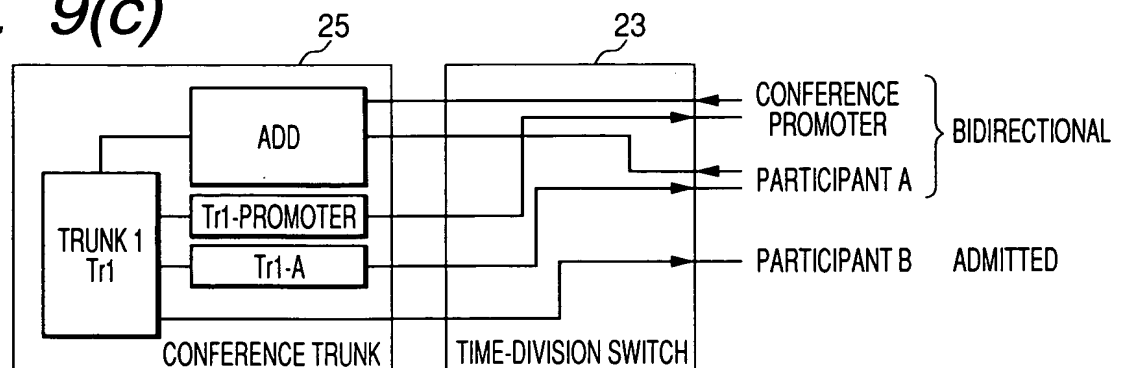 9(c)
25
23
CONFERENCE
PROMOTER
BIDIRECTIONAL
ADD
PARTICIPANT A
Tr1-PROMOTER
TRUNK 1
Tr1
Tr1-A
PARTICIPANT B ADMITTED
CONFERENCE TRUNK
TIME-DIVISION SWITCH